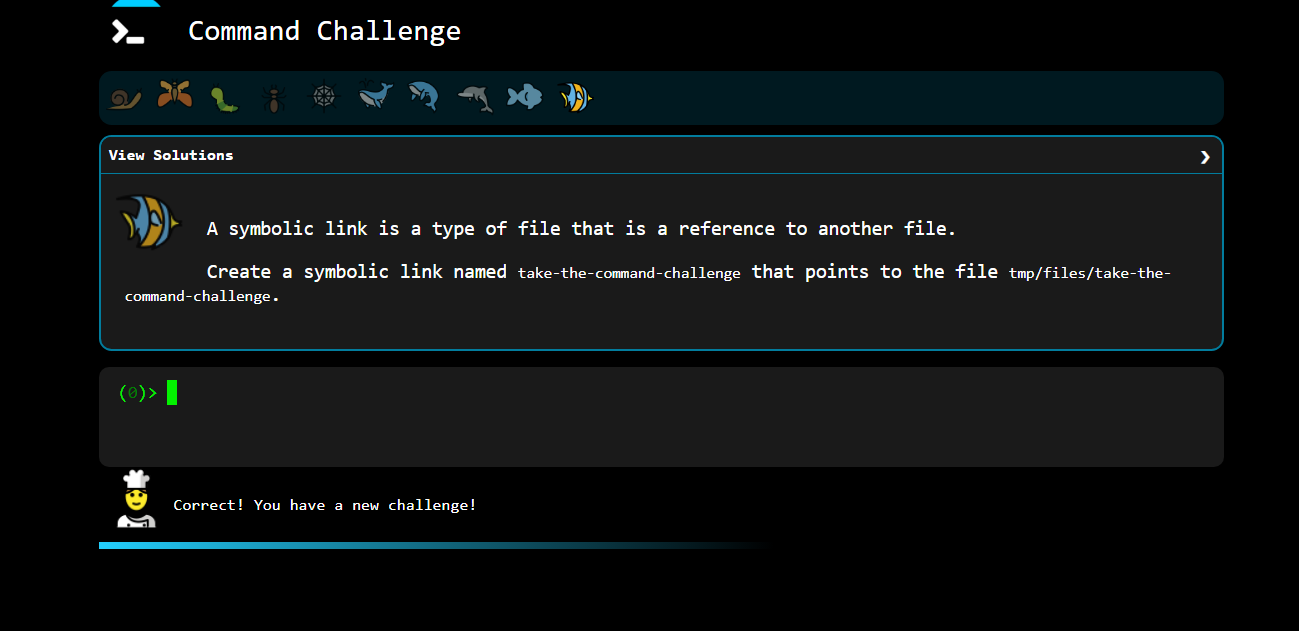 Command Challenge
View Solutions
A symbolic link is a type of file that is a reference to another file.
Create a symbolic link named take-the-command-challenge that points to the file tmp/files/take-the-
command-challenge.
(0)>
Correct! You have a new challenge!